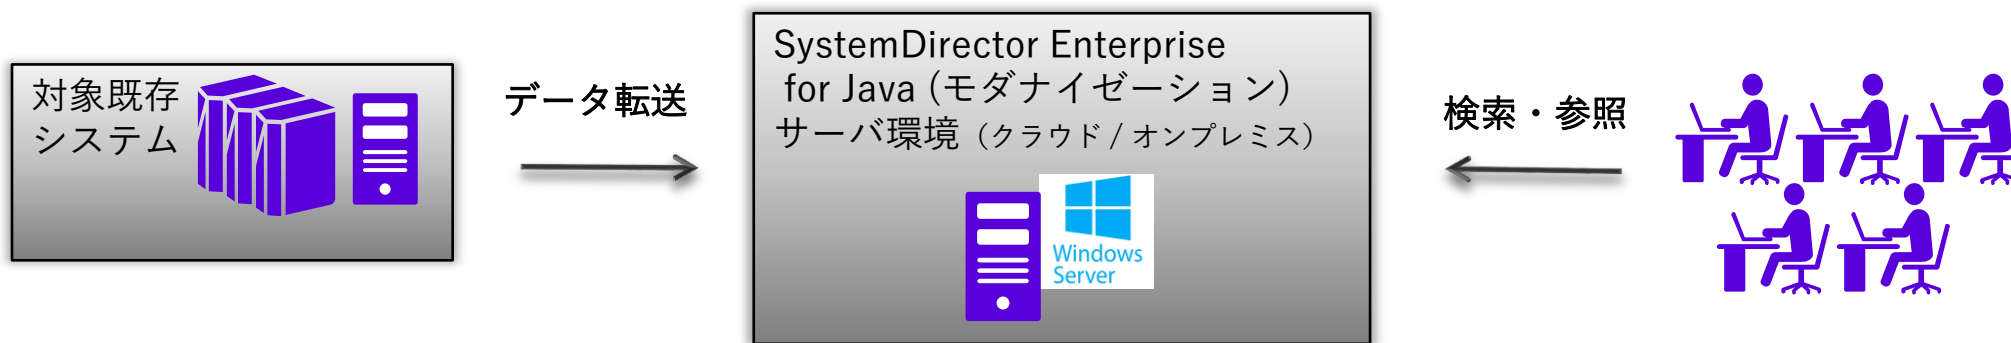 対象既存
システム
データ転送
SystemDirector Enterprise
for Java (モダナイゼーション)
サーバ環境（クラウド / オンプレミス）
Windows
Server
検索・参照